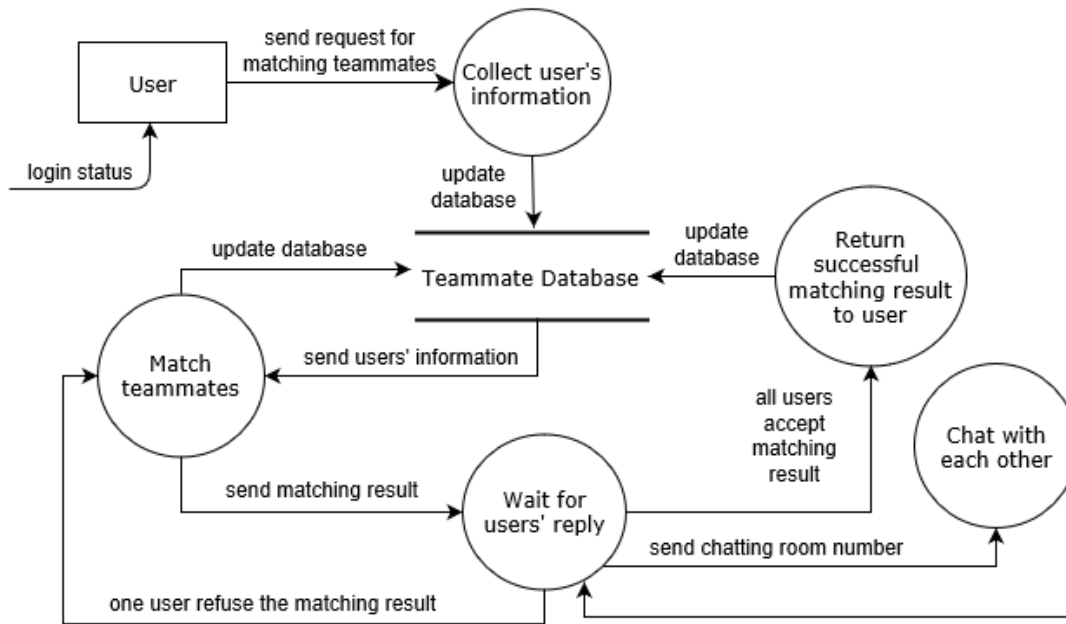 send request for
matching teammates
User
Collect user's
information
login status
update
database
update database
Teammate Database
update
database
Return
successful
matching result
to user
send users' information
Match
teammates
all users
accept
matching
result
Chat with
each other
send matching result
Wait for
users' reply
send chatting room number
one user refuse the matching result